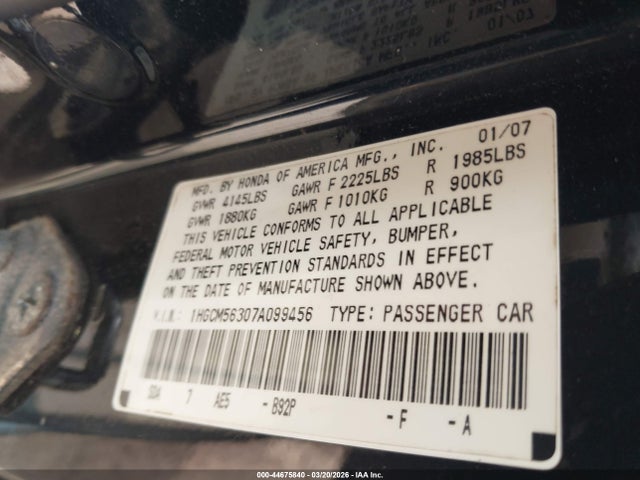 01/07
MFD. BY HONDA OF AMERICA MFG., INC. 01/07
GVWR 4145LBS GAWR F 2225LBS R 1985LBS
GVWR 1880KG GAWR F 1010KG R 900KG
THIS VEHICLE CONFORMS TO ALL APPLICABLE
FEDERAL MOTOR VEHICLE SAFETY, BUMPER,
AND THEFT PREVENTION STANDARDS IN EFFECT
ON THE DATE OF MANUFACTURE SHOWN ABOVE.
V.I.N.: 1HGCM56307A099456 TYPE: PASSENGER CAR
SDA 7 AE5 -B92P -F -A
000-44675840 | 03/20/2026 | IAA Inc.